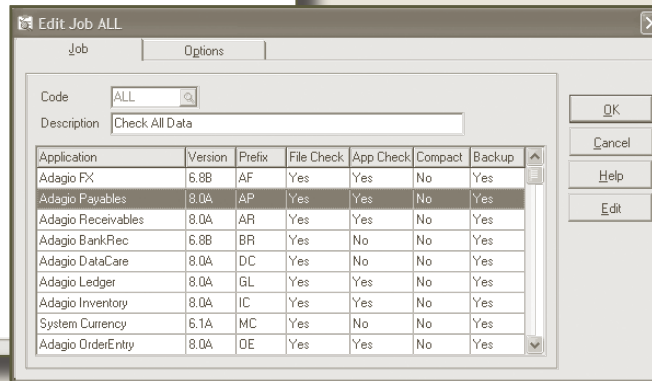 Edit Job ALL
Job Options
Code ALL
Description Check All Data
Application Version Prefix File Check App Check Compact Backup
Adagio FX 6.8B AF Yes Yes No Yes
Adagio Payables 8.0A AP Yes Yes No Yes
Adagio Receivables 8.0A AR Yes Yes No Yes
Adagio BankRec 6.8B BR Yes No No Yes
Adagio DataCare 8.0A DC Yes No No Yes
Adagio Ledger 8.0A GL Yes Yes No Yes
Adagio Inventory 8.0A IC Yes Yes No Yes
System Currency 6.1A MC Yes No No Yes
Adagio OrderEntry 8.0A OE Yes Yes No Yes
OK
Cancel
Help
Edit